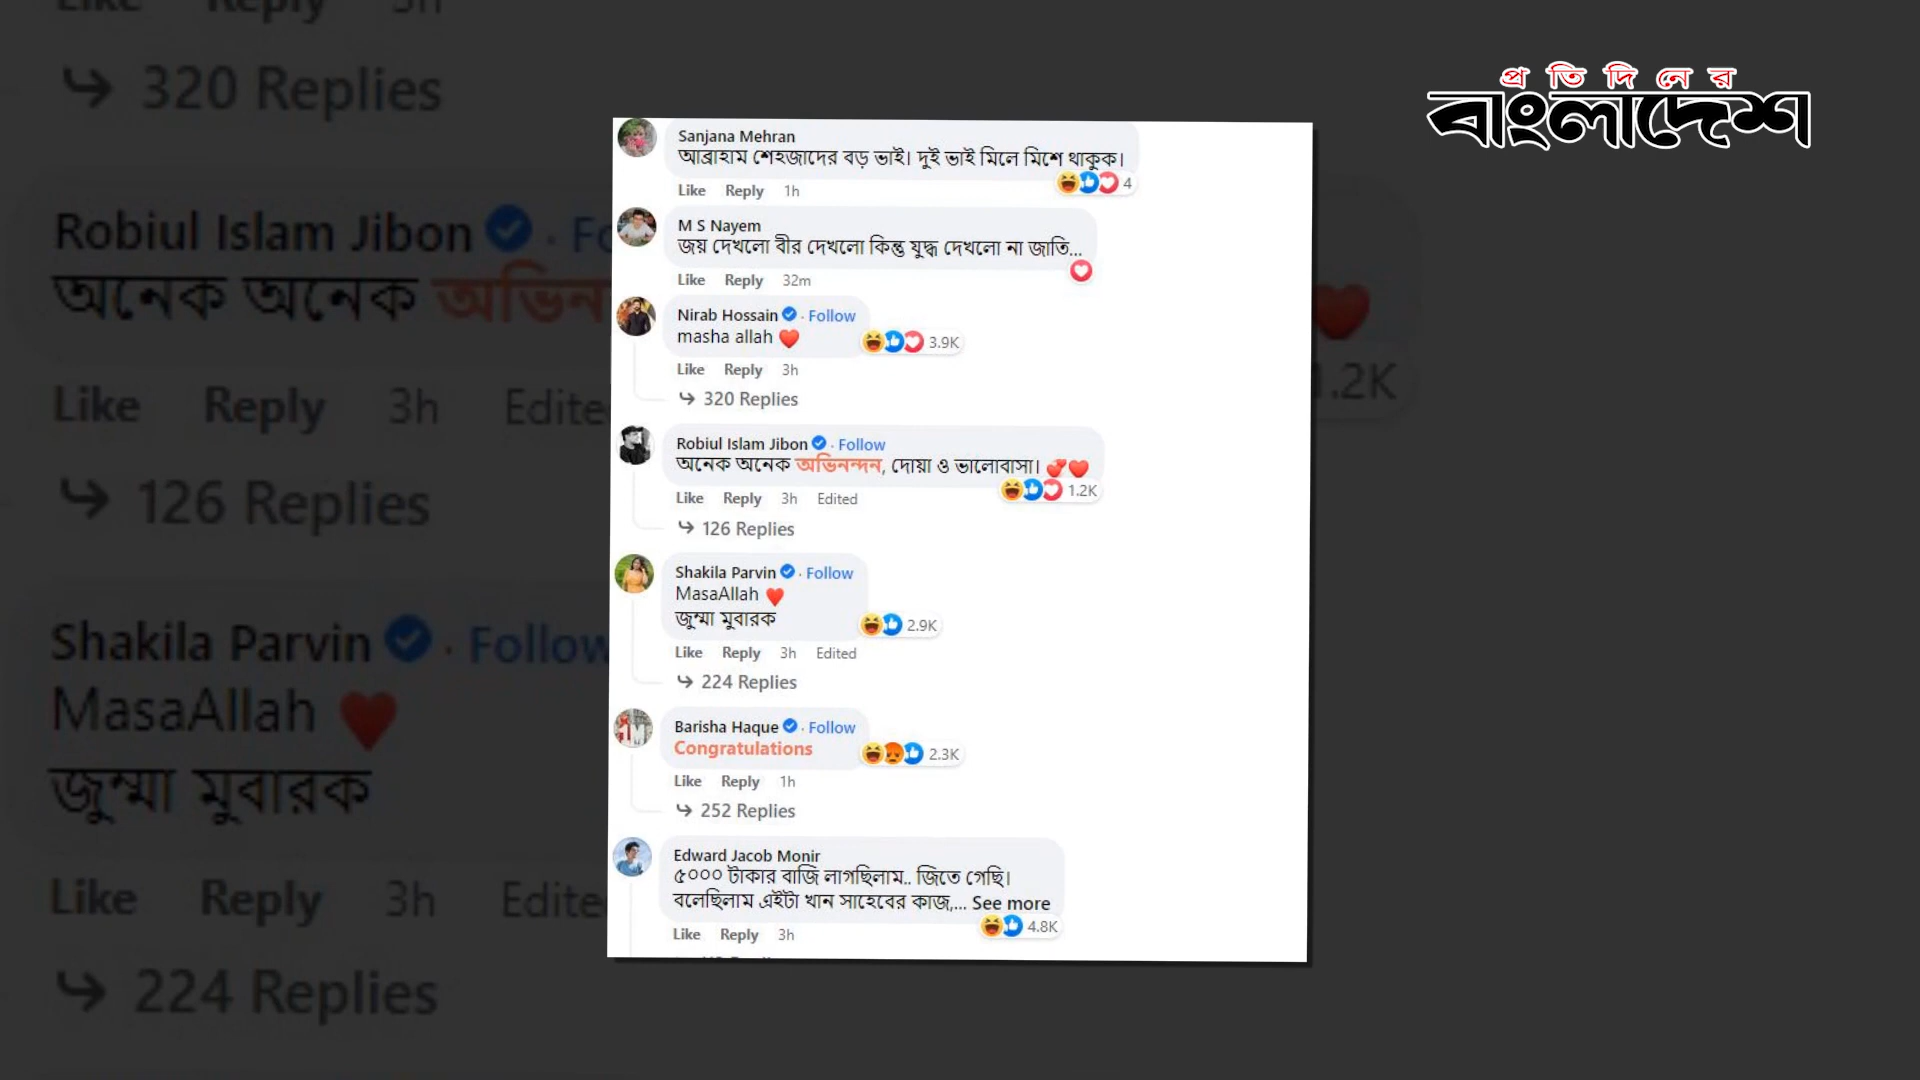 320 Replies
Robiul Islam Jibon
অনেক অনেক অভিন
Like Reply 3h Edite
126 Replies
Shakila Parvin · Follow
MasaAllah ❤️
জুম্মা মুবারক
Like Reply 3h Edite
224 Replies
Sanjana Mehran
আব্রাহাম শেহজাদের বড় ভাই। দুই ভাই মিলে মিশে থাকুক।
4
Like Reply 1h
M S Nayem
জয় দেখলো বীর দেখলো কিন্তু যুদ্ধ দেখলো না জাতি...
Like Reply 32m
Nirab Hossain · Follow
masha allah ❤️
3.9K
Like Reply 3h
320 Replies
Robiul Islam Jibon · Follow
অনেক অনেক অভিনন্দন, দোয়া ও ভালোবাসা। 💕❤️
1.2K
Like Reply 3h Edited
126 Replies
Shakila Parvin · Follow
MasaAllah ❤️
জুম্মা মুবারক
2.9K
Like Reply 3h Edited
224 Replies
Barisha Haque · Follow
Congratulations
2.3K
Like Reply 1h
252 Replies
Edward Jacob Monir
৫০০০ টাকার বাজি লাগছিলাম.. জিতে গেছি।
বলেছিলাম এইটা খান সাহেবের কাজ,... See more
4.8K
Like Reply 3h
প্রতিদিনের
বাংলাদেশ
1.2K